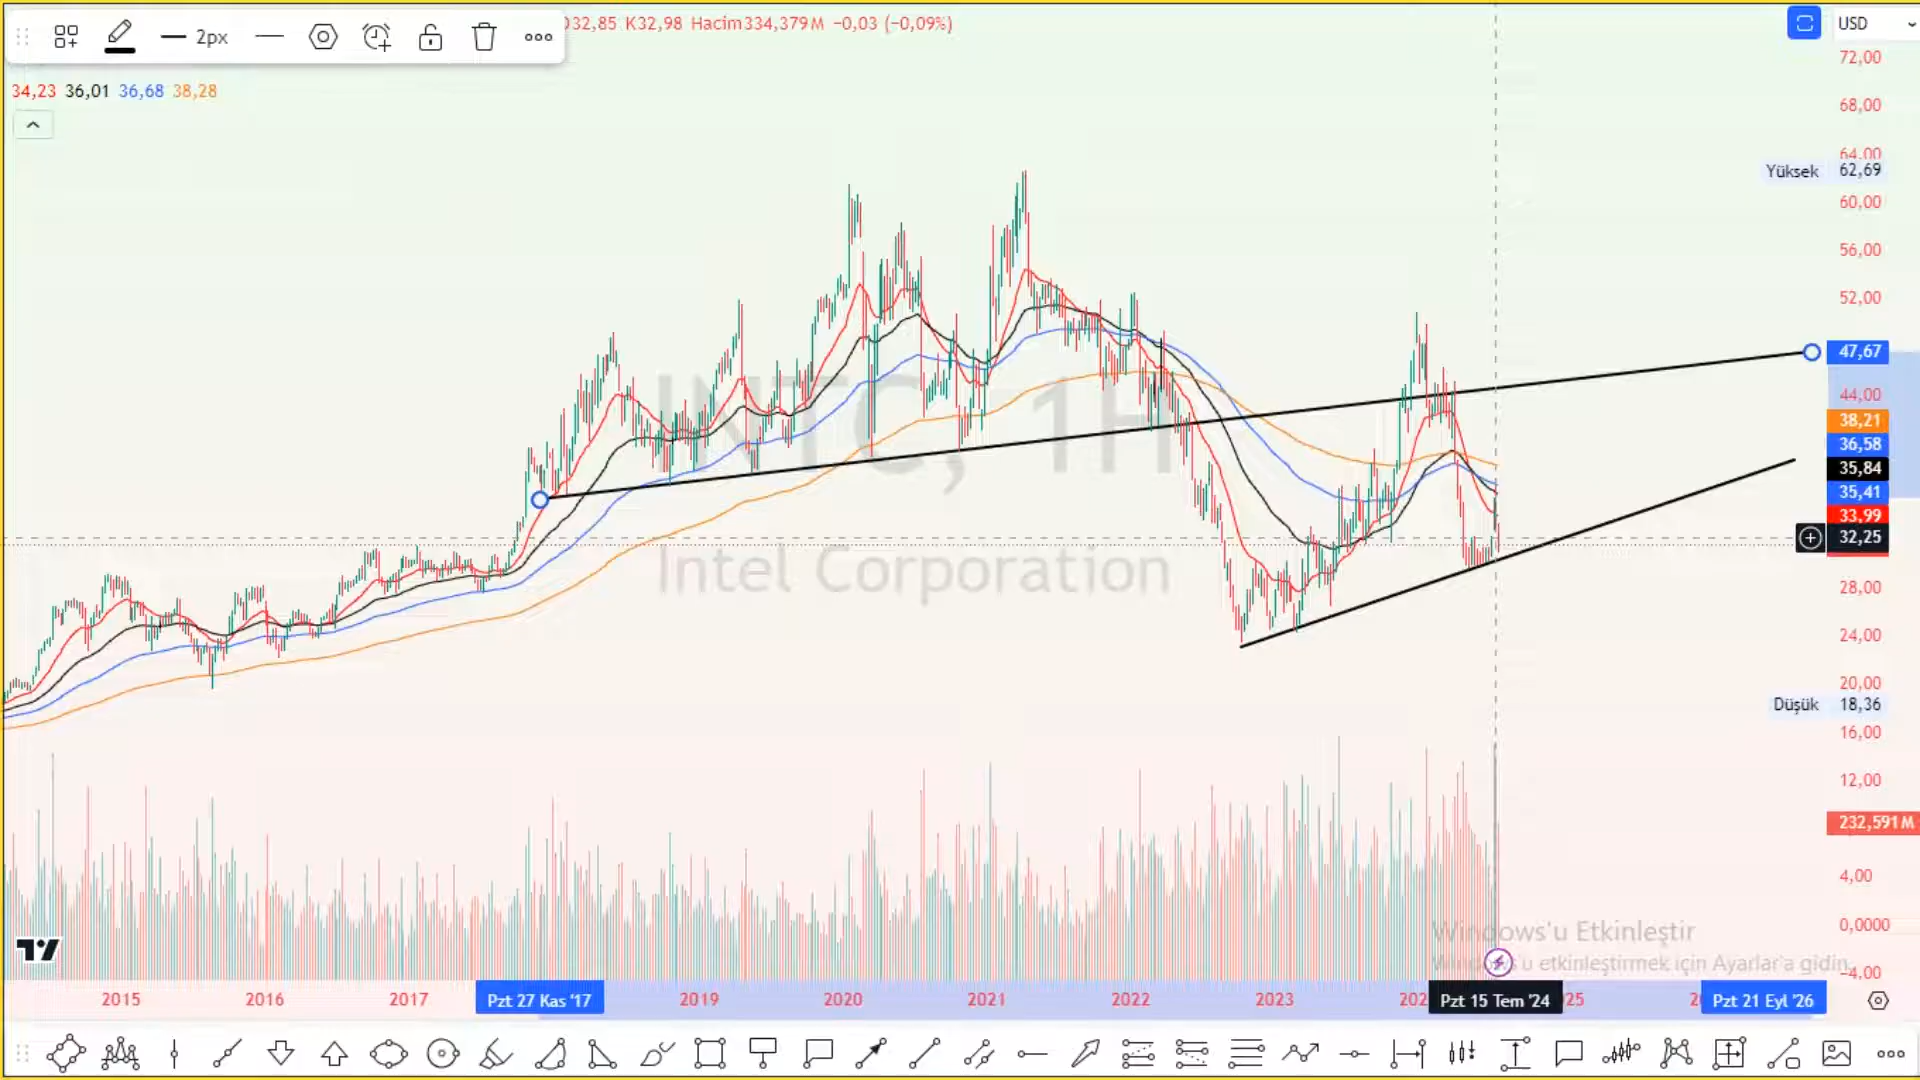 2px
32,85 K32,98 Hacim334,379M −0,03 (−0,09%)
USD
34,23 36,01 36,68 38,28
72,00
68,00
64,00
Yüksek 62,69
60,00
56,00
52,00
47,67
44,00
38,21
36,58
35,84
35,41
33,99
32,25
28,00
24,00
20,00
Düşük 18,36
16,00
12,00
232,591M
4,00
0,0000
−4,00
INTC, 1H
Intel Corporation
Windows'u Etkinleştir
Windows'u etkinleştirmek için Ayarlar'a gidin.
2015 2016 2017 Pzt 27 Kas '17 2019 2020 2021 2022 2023 Pzt 15 Tem '24 Pzt 21 Eyl '26